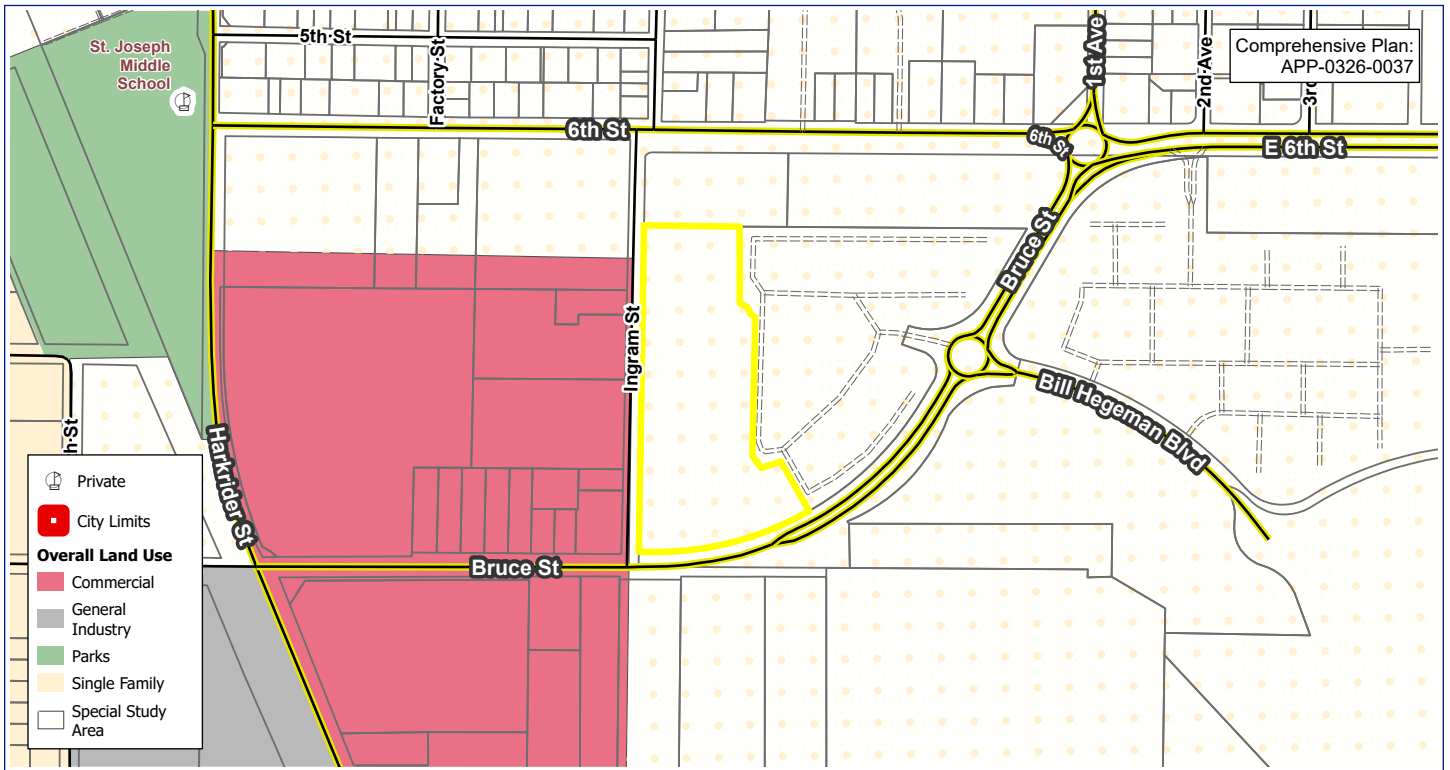 5th St
Factory St
1st Ave
2nd Ave
3rd
Comprehensive Plan:
APP-0326-0037
St. Joseph
Middle
School
6th St
6th St
E 6th St
Bruce St
Ingram St
Bill Hegeman Blvd
Harkrider St
h St
Bruce St
Private
City Limits
Overall Land Use
Commercial
General
Industry
Parks
Single Family
Special Study
Area